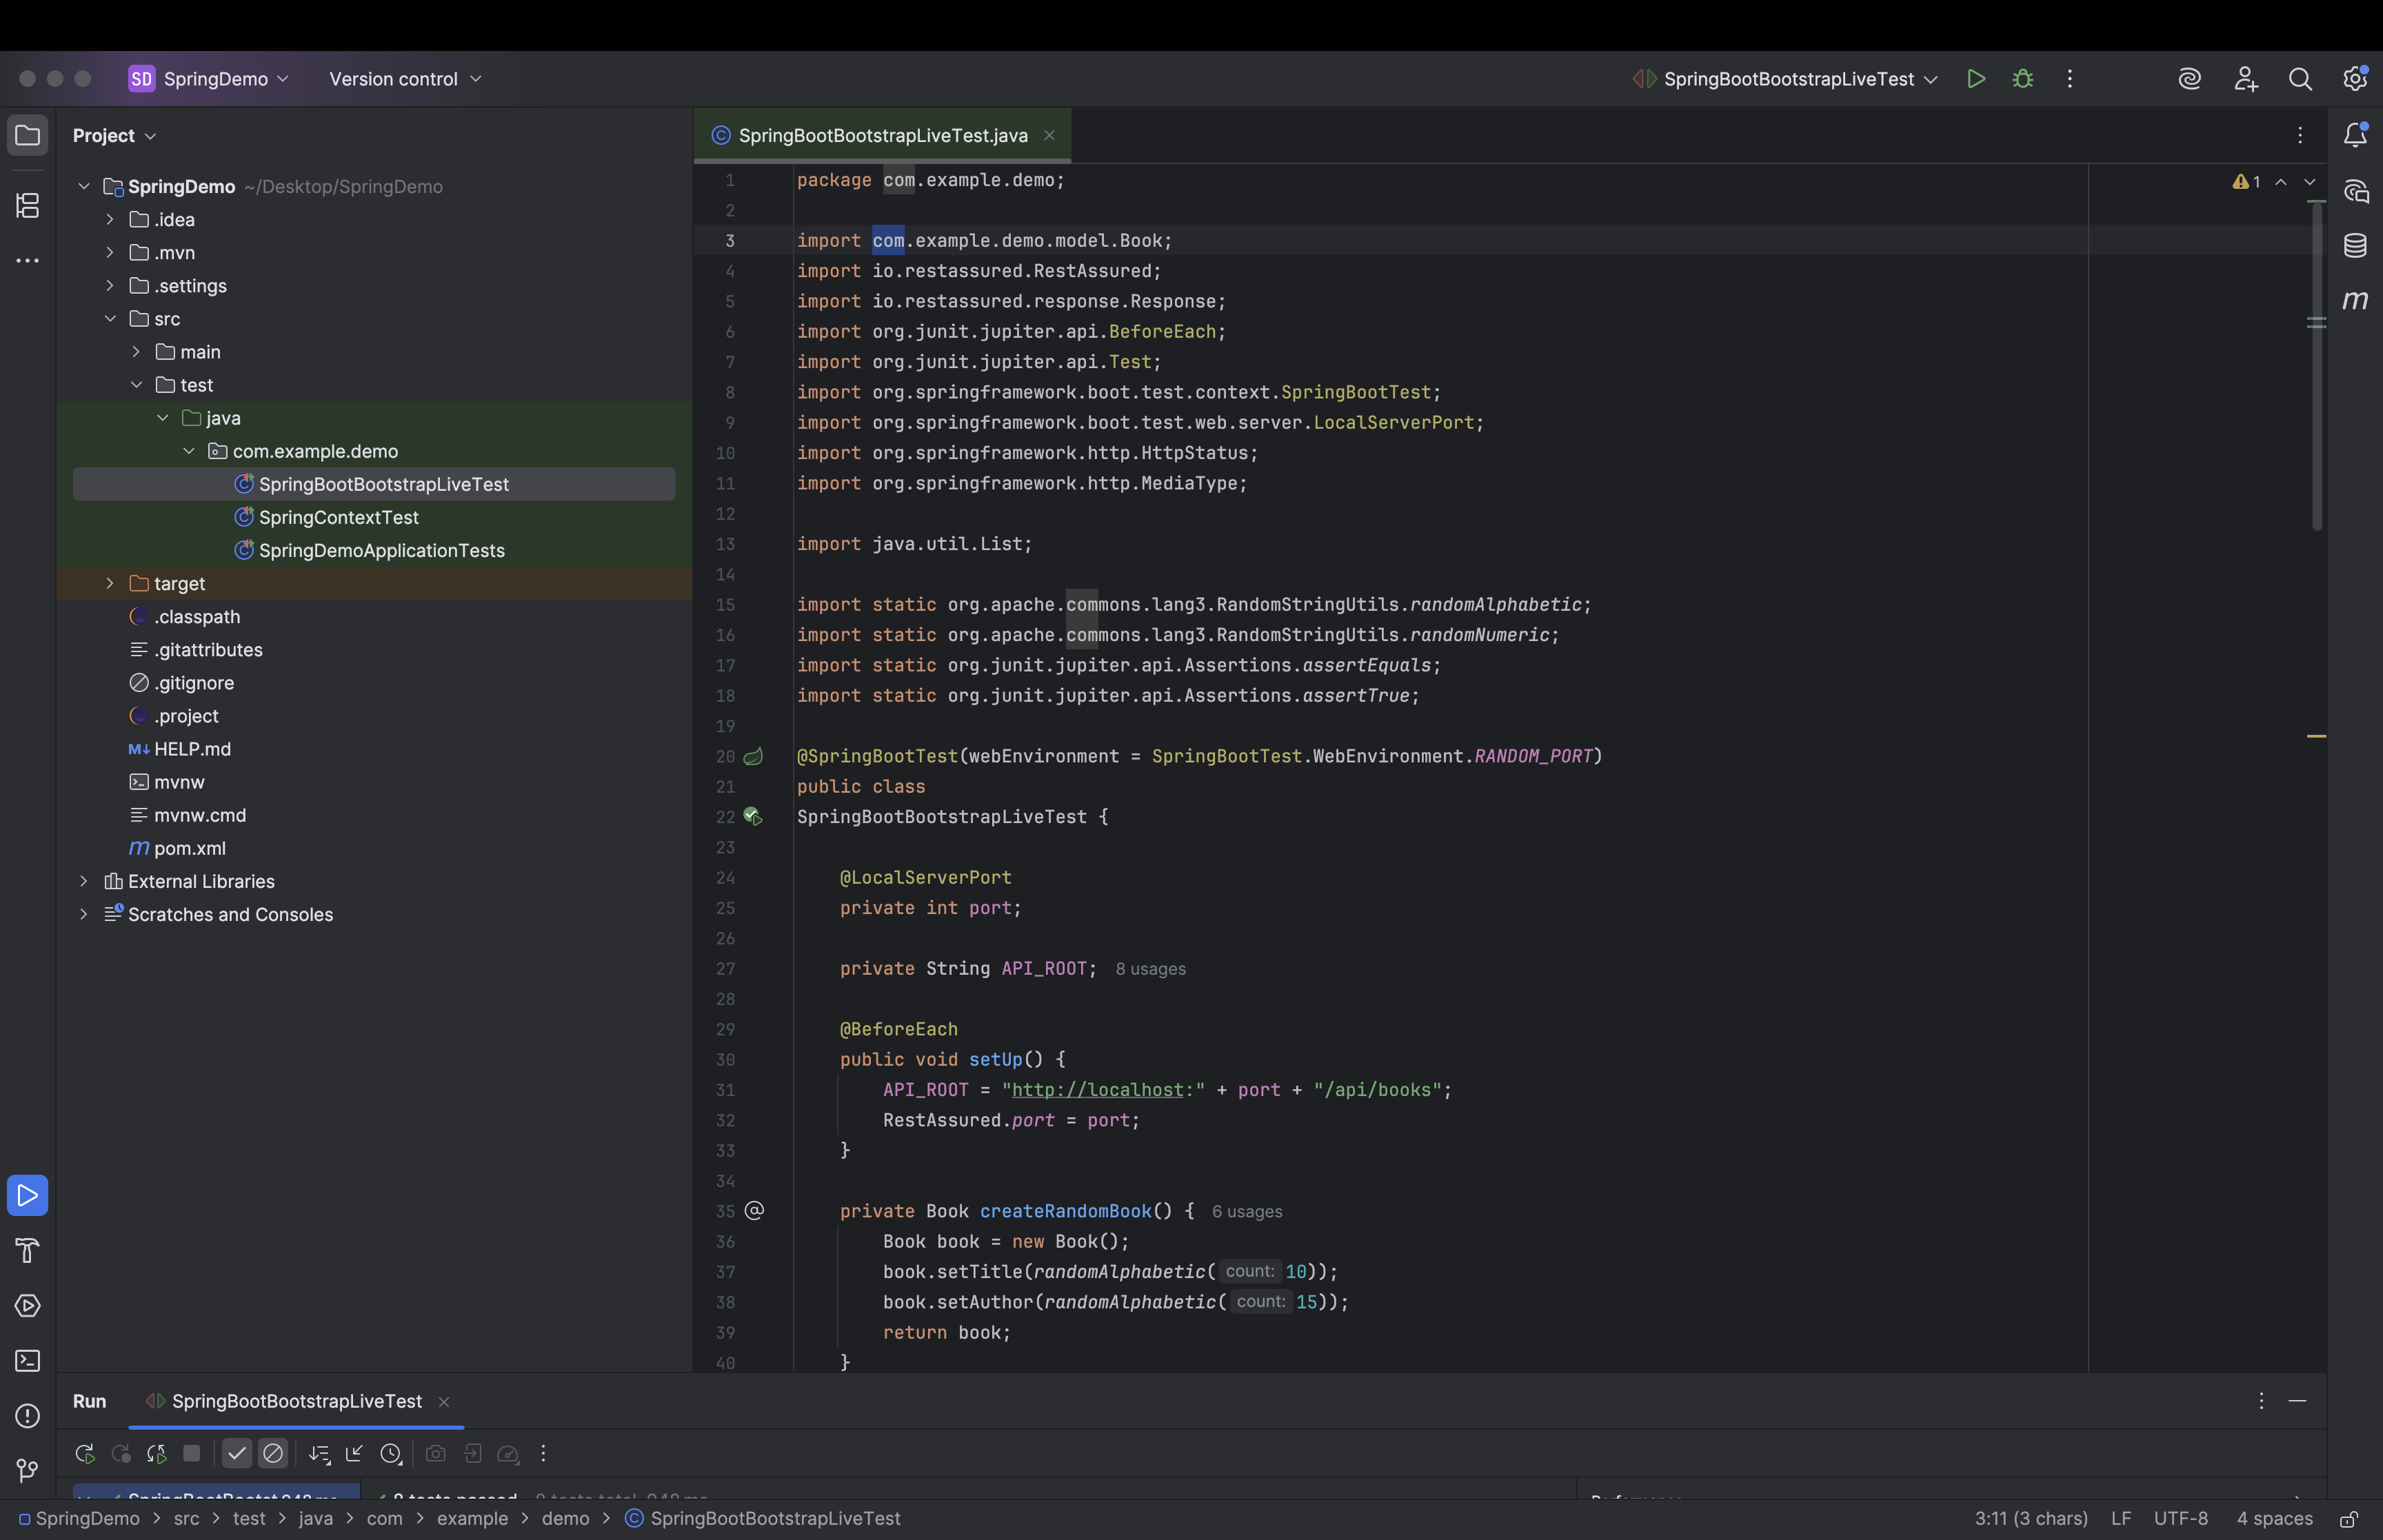 SD SpringDemo Version control SpringBootBootstrapLiveTest
Project
SpringDemo ~/Desktop/SpringDemo
.idea
.mvn
.settings
src
main
test
java
com.example.demo
SpringBootBootstrapLiveTest
SpringContextTest
SpringDemoApplicationTests
target
.classpath
.gitattributes
.gitignore
.project
M↓ HELP.md
mvnw
mvnw.cmd
m pom.xml
External Libraries
Scratches and Consoles
SpringBootBootstrapLiveTest.java
1
m
1 package com.example.demo;
2
3 import com.example.demo.model.Book;
4 import io.restassured.RestAssured;
5 import io.restassured.response.Response;
6 import org.junit.jupiter.api.BeforeEach;
7 import org.junit.jupiter.api.Test;
8 import org.springframework.boot.test.context.SpringBootTest;
9 import org.springframework.boot.test.web.server.LocalServerPort;
10 import org.springframework.http.HttpStatus;
11 import org.springframework.http.MediaType;
12
13 import java.util.List;
14
15 import static org.apache.commons.lang3.RandomStringUtils.randomAlphabetic;
16 import static org.apache.commons.lang3.RandomStringUtils.randomNumeric;
17 import static org.junit.jupiter.api.Assertions.assertEquals;
18 import static org.junit.jupiter.api.Assertions.assertTrue;
19
20 @SpringBootTest(webEnvironment = SpringBootTest.WebEnvironment.RANDOM_PORT)
21 public class
22 SpringBootBootstrapLiveTest {
23
24 @LocalServerPort
25 private int port;
26
27 private String API_ROOT; 8 usages
28
29 @BeforeEach
30 public void setUp() {
31 API_ROOT = "http://localhost:" + port + "/api/books";
32 RestAssured.port = port;
33 }
34
35 @ private Book createRandomBook() { 6 usages
36 Book book = new Book();
37 book.setTitle(randomAlphabetic( count: 10));
38 book.setAuthor(randomAlphabetic( count: 15));
39 return book;
40 }
Run SpringBootBootstrapLiveTest
SpringBootBootst 948 ms 8 tests passed 8 tests total, 948 ms
SpringDemo > src > test > java > com > example > demo > SpringBootBootstrapLiveTest 3:11 (3 chars) LF UTF-8 4 spaces